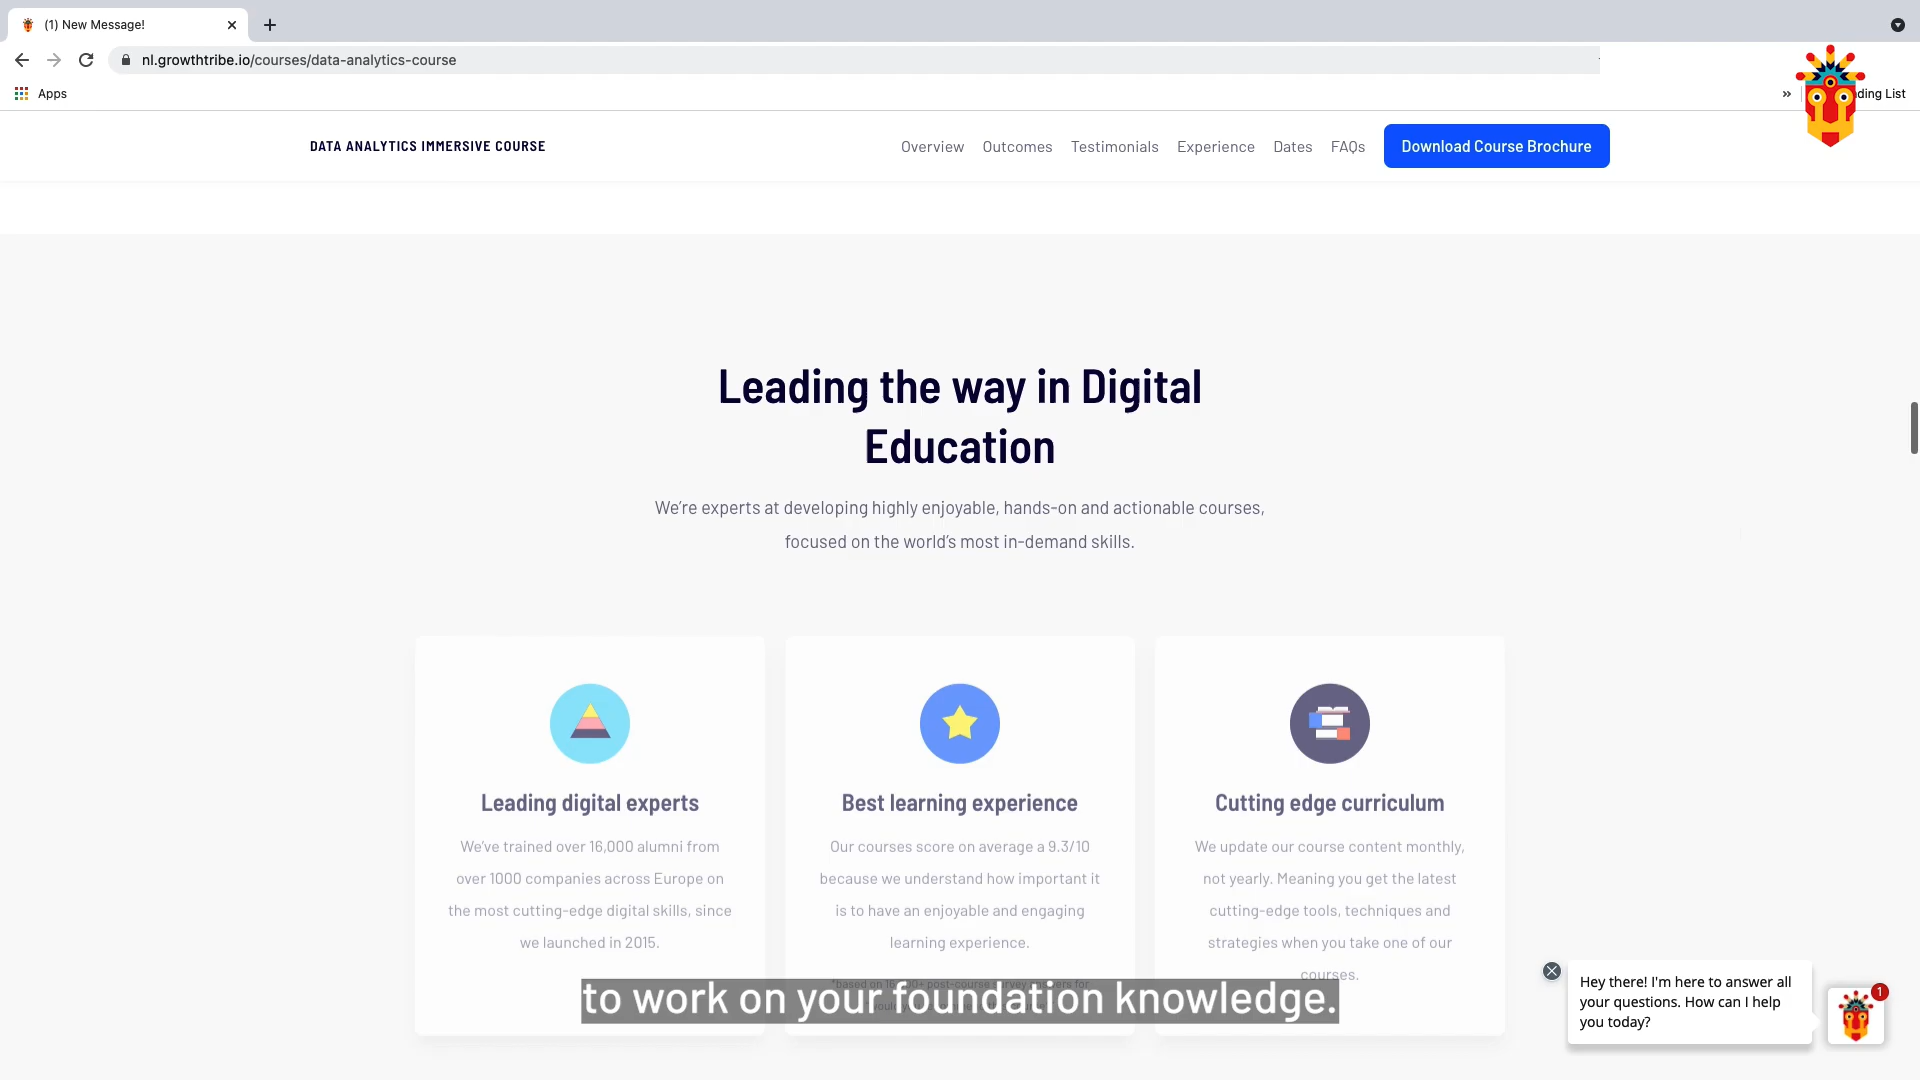 (1) New Message!
nl.growthtribe.io/courses/data-analytics-course
Apps
ding List
DATA ANALYTICS IMMERSIVE COURSE
Overview
Outcomes
Testimonials
Experience
Dates
FAQs
Download Course Brochure
Leading the way in Digital
Education
We're experts at developing highly enjoyable, hands-on and actionable courses,
focused on the world's most in-demand skills.
Leading digital experts
We've trained over 16,000 alumni from
over 1000 companies across Europe on
the most cutting-edge digital skills, since
we launched in 2015.
Best learning experience
Our courses score on average a 9.3/10
because we understand how important it
is to have an enjoyable and engaging
learning experience.
Cutting edge curriculum
We update our course content monthly,
not yearly. Meaning you get the latest
cutting-edge tools, techniques and
strategies when you take one of our
courses.
to work on your foundation knowledge.
Hey there! I'm here to answer all
your questions. How can I help
you today?
1